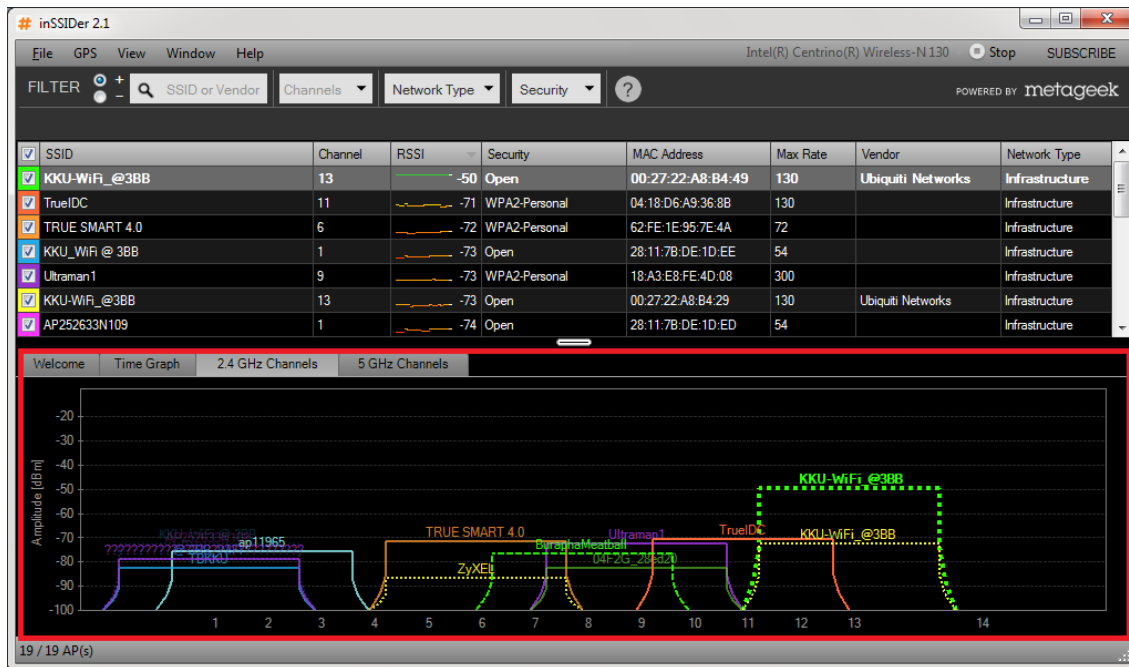 inSSIDer 2.1
File GPS View Window Help Intel(R) Centrino(R) Wireless-N 130 Stop SUBSCRIBE
FILTER + − SSID or Vendor Channels Network Type Security ? POWERED BY metageek
SSID Channel RSSI Security MAC Address Max Rate Vendor Network Type
KKU-WiFi_@3BB 13 -50 Open 00:27:22:A8:B4:49 130 Ubiquiti Networks Infrastructure
TrueIDC 11 -71 WPA2-Personal 04:18:D6:A9:36:8B 130 Infrastructure
TRUE SMART 4.0 6 -72 WPA2-Personal 62:FE:1E:95:7E:4A 72 Infrastructure
KKU_WiFi @ 3BB 1 -73 Open 28:11:7B:DE:1D:EE 54 Infrastructure
Ultraman1 9 -73 WPA2-Personal 18:A3:E8:FE:4D:08 300 Infrastructure
KKU-WiFi_@3BB 13 -73 Open 00:27:22:A8:B4:29 130 Ubiquiti Networks Infrastructure
AP252633N109 1 -74 Open 28:11:7B:DE:1D:ED 54 Infrastructure
Welcome Time Graph 2.4 GHz Channels 5 GHz Channels
Amplitude [dBm]
-20
-30
-40
KKU-WiFi_@3BB
-50
-60
TRUE SMART 4.0 Ultraman1 TrueIDC KKU-WiFi_@3BB
-70
ap11965 BuraphaMeatball
-80
TBKKU ZyXEL 04F2G_28ed20
-90
-100
1 2 3 4 5 6 7 8 9 10 11 12 13 14
19 / 19 AP(s)